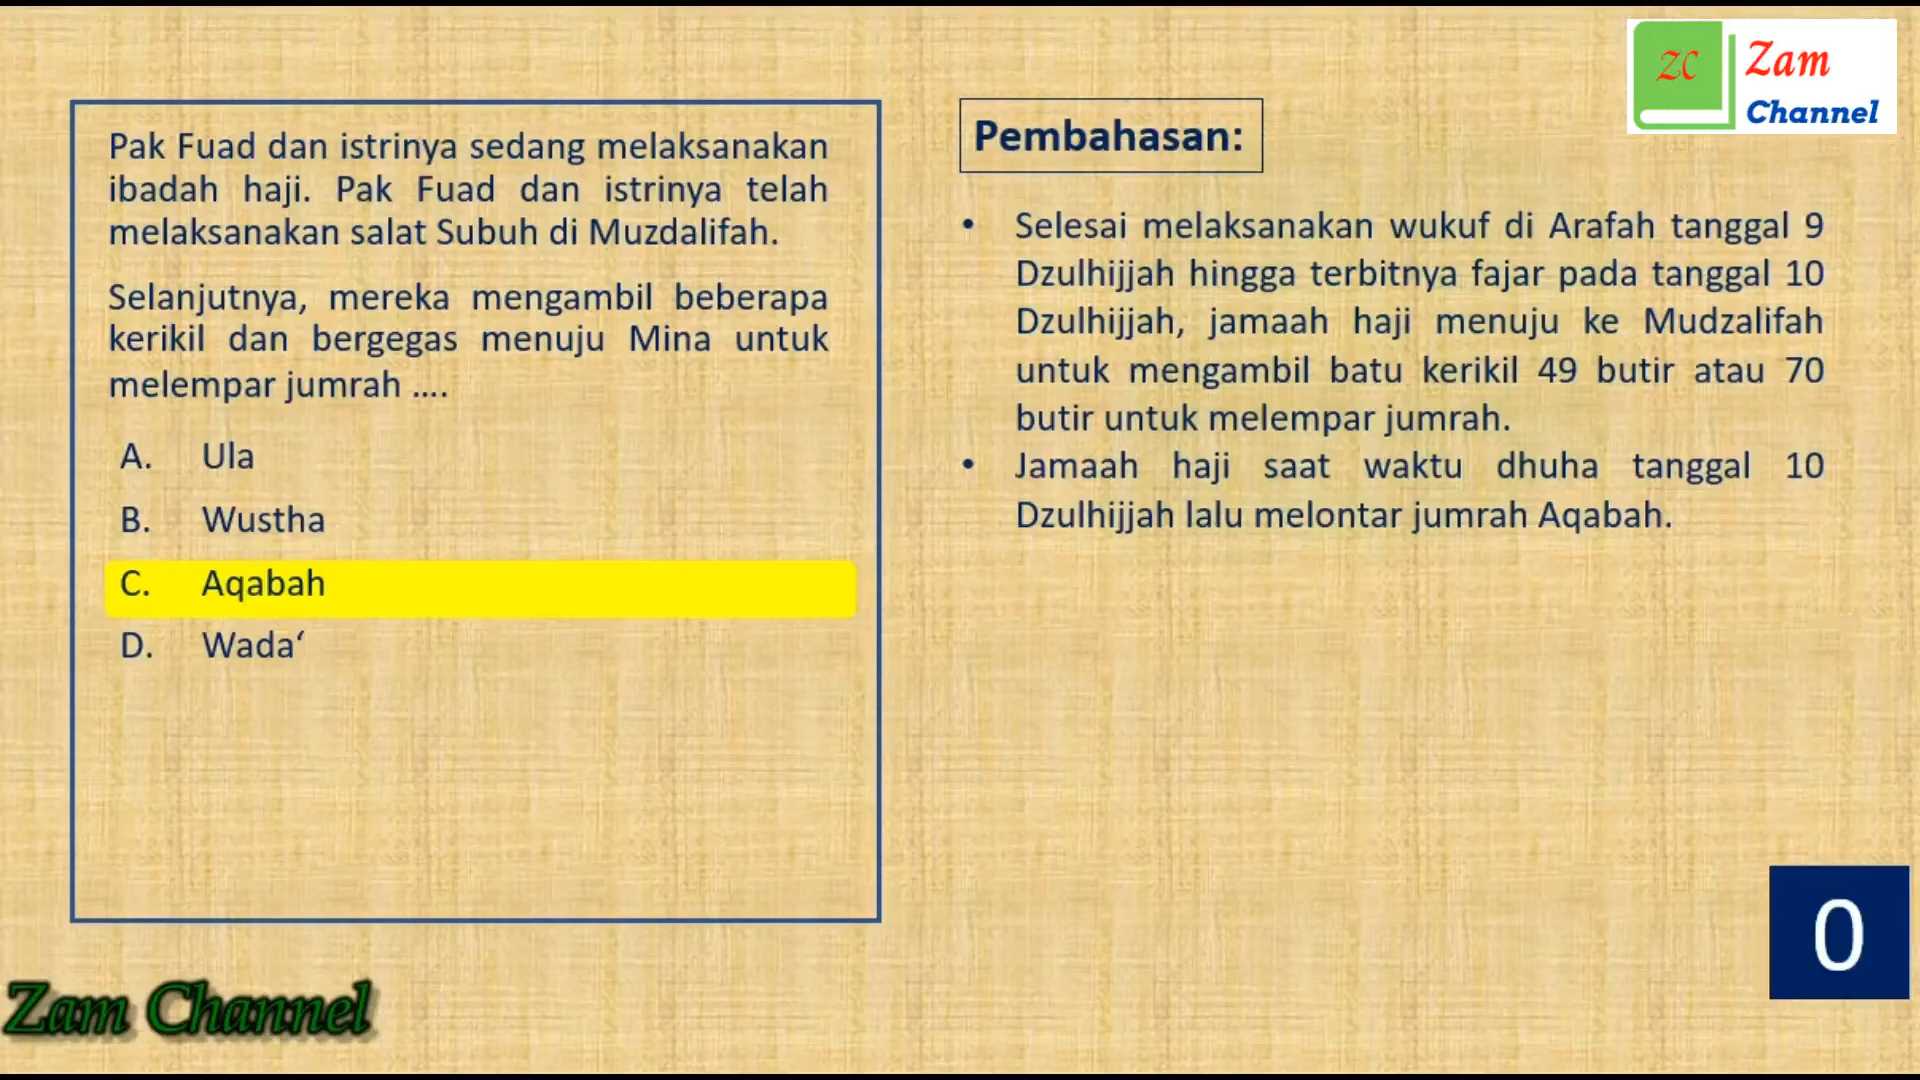 Pak Fuad dan istrinya sedang melaksanakan
ibadah haji. Pak Fuad dan istrinya telah
melaksanakan salat Subuh di Muzdalifah.
Selanjutnya, mereka mengambil beberapa
kerikil dan bergegas menuju Mina untuk
melempar jumrah ....
A. Ula
B. Wustha
C. Aqabah
D. Wada‘
Pembahasan:
• Selesai melaksanakan wukuf di Arafah tanggal 9
Dzulhijjah hingga terbitnya fajar pada tanggal 10
Dzulhijjah, jamaah haji menuju ke Mudzalifah
untuk mengambil batu kerikil 49 butir atau 70
butir untuk melempar jumrah.
• Jamaah haji saat waktu dhuha tanggal 10
Dzulhijjah lalu melontar jumrah Aqabah.
ZC
Zam
Channel
0
Zam Channel